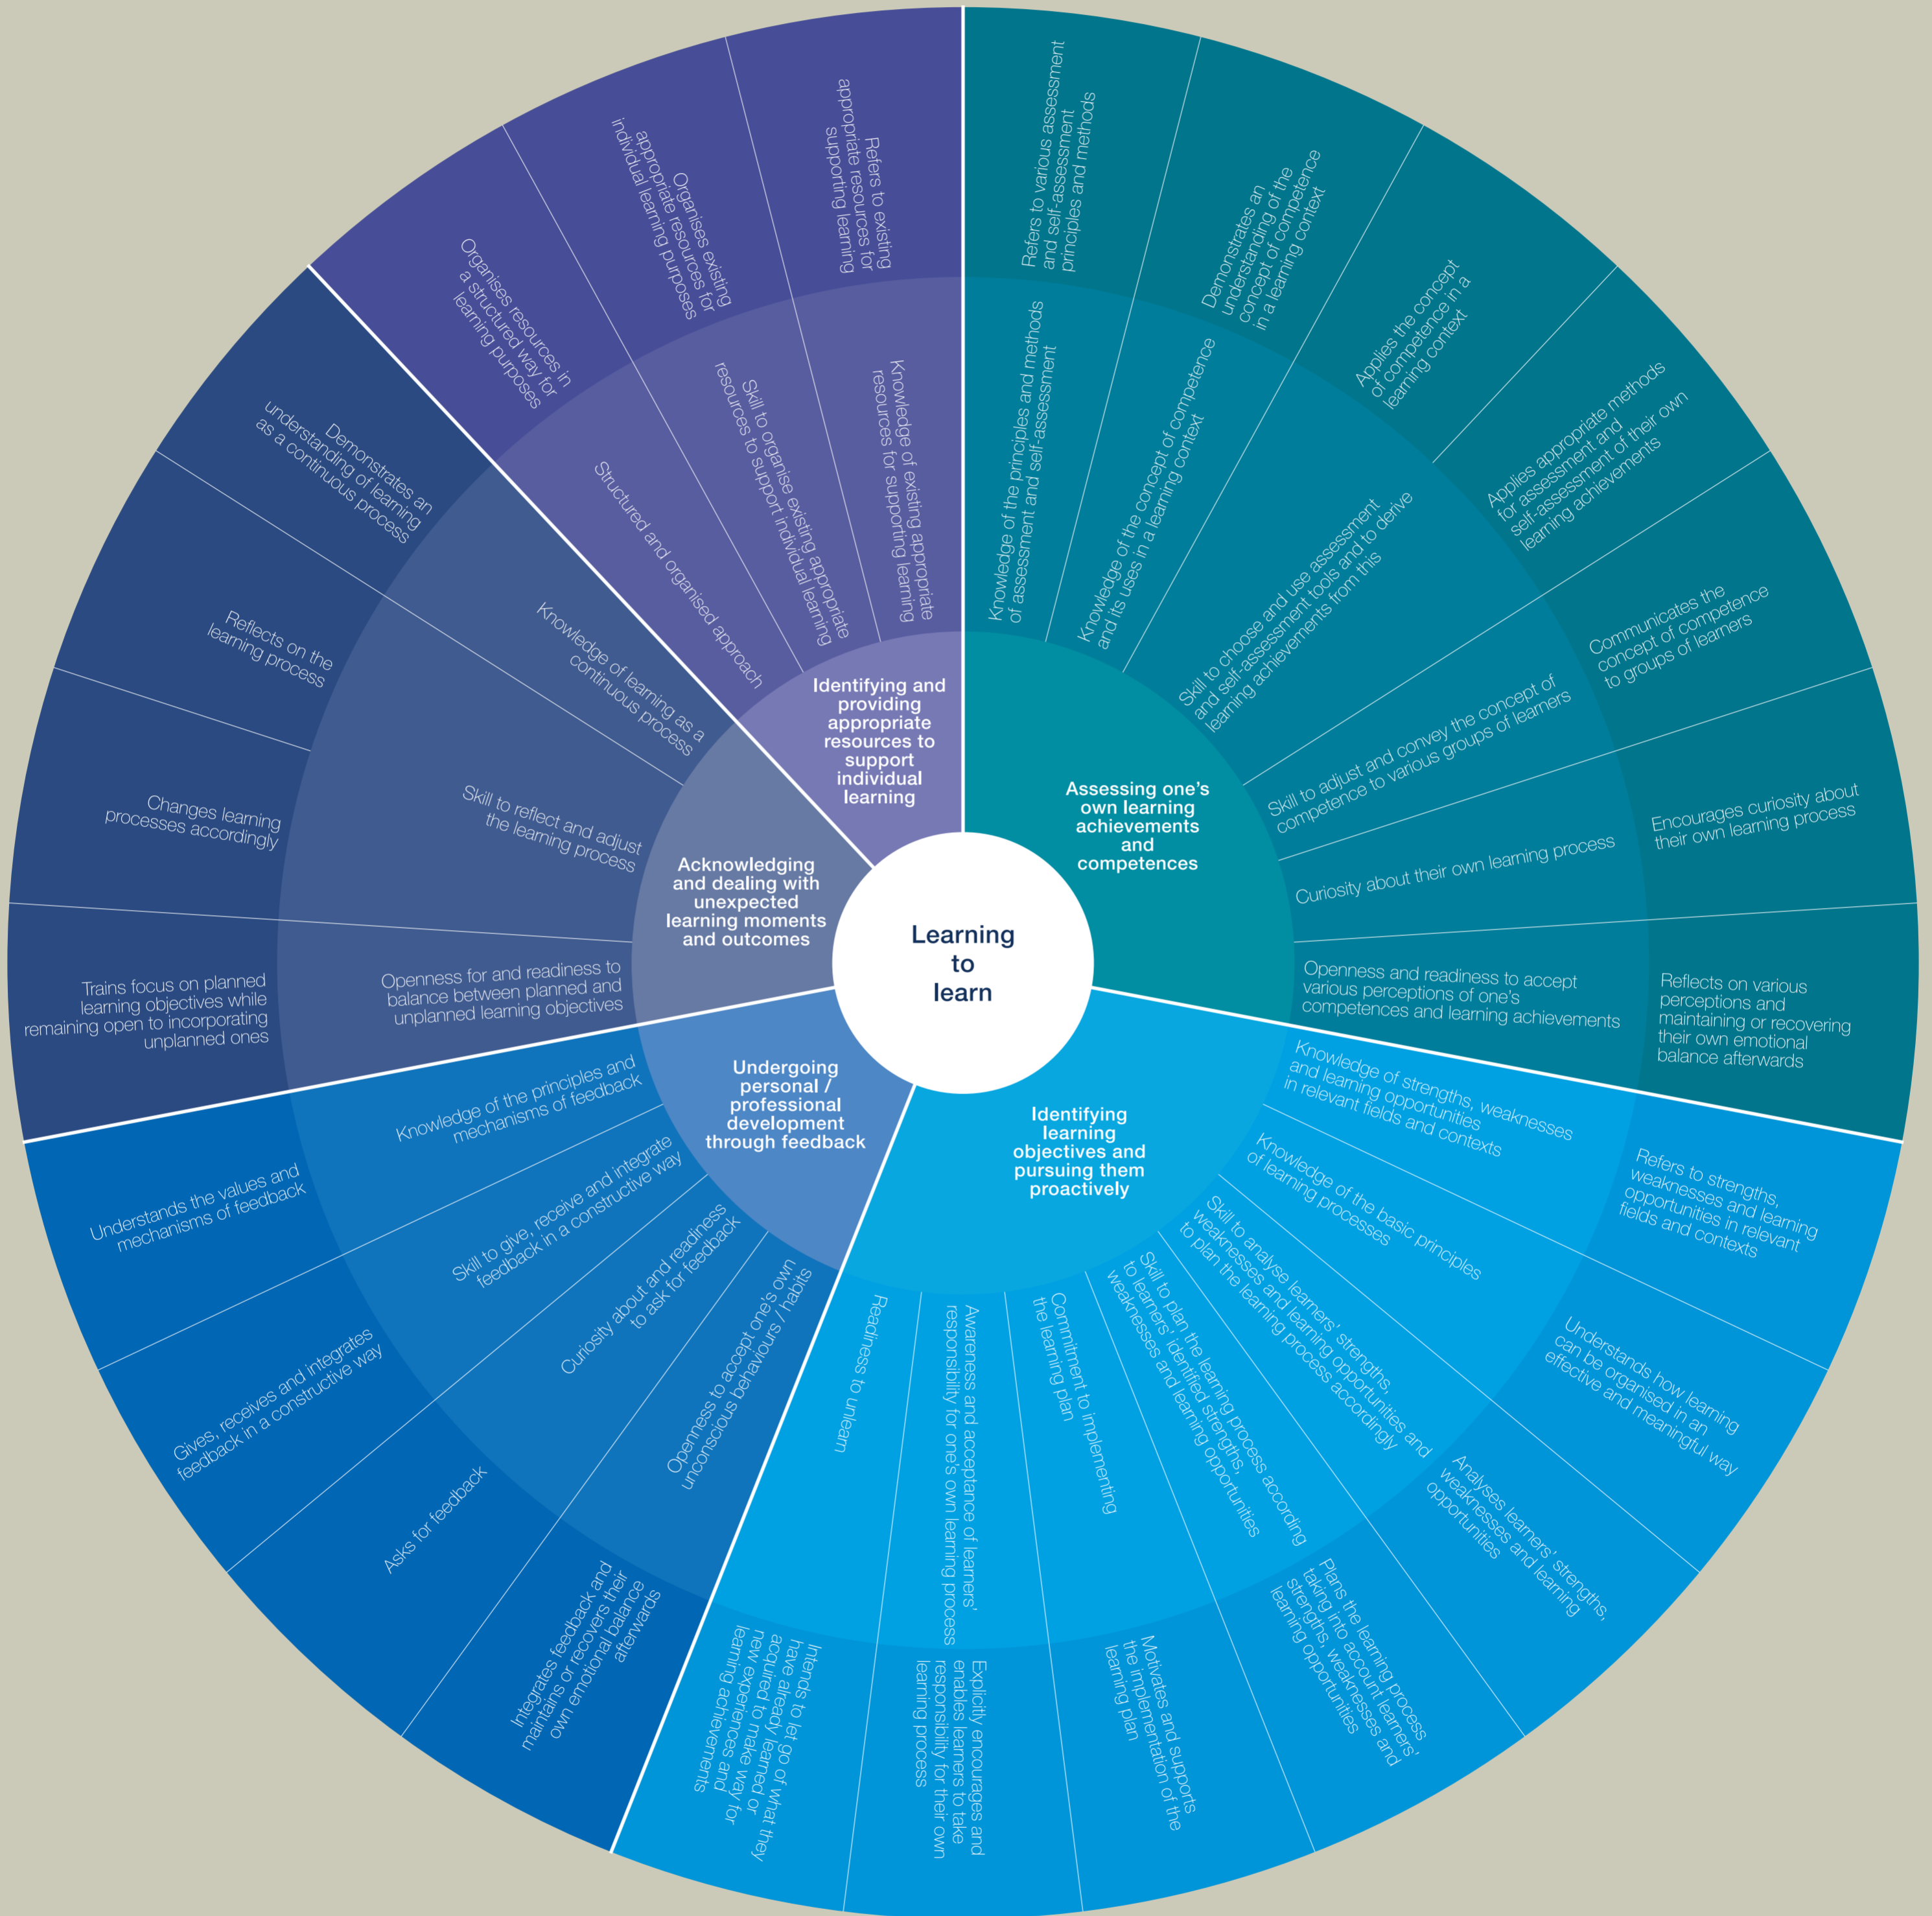 Learning
to
learn
Assessing one’s
own learning
achievements
and
competences
Knowledge of the principles and methods
of assessment and self-assessment
Refers to various assessment
and self-assessment
principles and methods
Knowledge of the concept of competence
and its uses in a learning context
Demonstrates an
understanding of the
concept of competence
in a learning context
Skill to choose and use assessment
and self-assessment tools and to derive
learning achievements from this
Applies the concept
of competence in a
learning context
Applies appropriate methods
for assessment and
self-assessment of their own
learning achievements
Skill to adjust and convey the concept of
competence to various groups of learners
Communicates the
concept of competence
to groups of learners
Curiosity about their own learning process
Encourages curiosity about
their own learning process
Openness and readiness to accept
various perceptions of one’s
competences and learning achievements
Reflects on various
perceptions and
maintaining or recovering
their own emotional
balance afterwards
Identifying
learning
objectives and
pursuing them
proactively
Knowledge of strengths, weaknesses
and learning opportunities
in relevant fields and contexts
Refers to strengths,
weaknesses and learning
opportunities in relevant
fields and contexts
Knowledge of the basic principles
of learning processes
Understands how learning
can be organised in an
effective and meaningful way
Skill to analyse learners’ strengths,
weaknesses and learning opportunities and
to plan the learning process accordingly
Analyses learners’ strengths,
weaknesses and learning
opportunities
Skill to plan the learning process according
to learners’ identified strengths,
weaknesses and learning opportunities
Plans the learning process
taking into account learners’
strengths, weaknesses and
learning opportunities
Commitment to implementing
the learning plan
Motivates and supports
the implementation of the
learning plan
Awareness and acceptance of learners’
responsibility for one’s own learning process
Explicitly encourages and
enables learners to take
responsibility for their own
learning process
Readiness to unlearn
Intends to let go of what they
have already learned or
acquired to make way for
new experiences and
learning achievements
Undergoing
personal /
professional
development
through feedback
Openness to accept one’s own
unconscious behaviours / habits
Integrates feedback and
maintains or recovers their
own emotional balance
afterwards
Curiosity about and readiness
to ask for feedback
Asks for feedback
Skill to give, receive and integrate
feedback in a constructive way
Gives, receives and integrates
feedback in a constructive way
Knowledge of the principles and
mechanisms of feedback
Understands the values and
mechanisms of feedback
Acknowledging
and dealing with
unexpected
learning moments
and outcomes
Openness for and readiness to
balance between planned and
unplanned learning objectives
Trains focus on planned
learning objectives while
remaining open to incorporating
unplanned ones
Skill to reflect and adjust
the learning process
Changes learning
processes accordingly
Reflects on the
learning process
Knowledge of learning as a
continuous process
Demonstrates an
understanding of learning
as a continuous process
Identifying and
providing
appropriate
resources to
support
individual
learning
Structured and organised approach
Organises resources in
a structured way for
learning purposes
Skill to organise existing appropriate
resources to support individual learning
Organises existing
appropriate resources for
individual learning purposes
Knowledge of existing appropriate
resources for supporting learning
Refers to existing
appropriate resources for
supporting learning